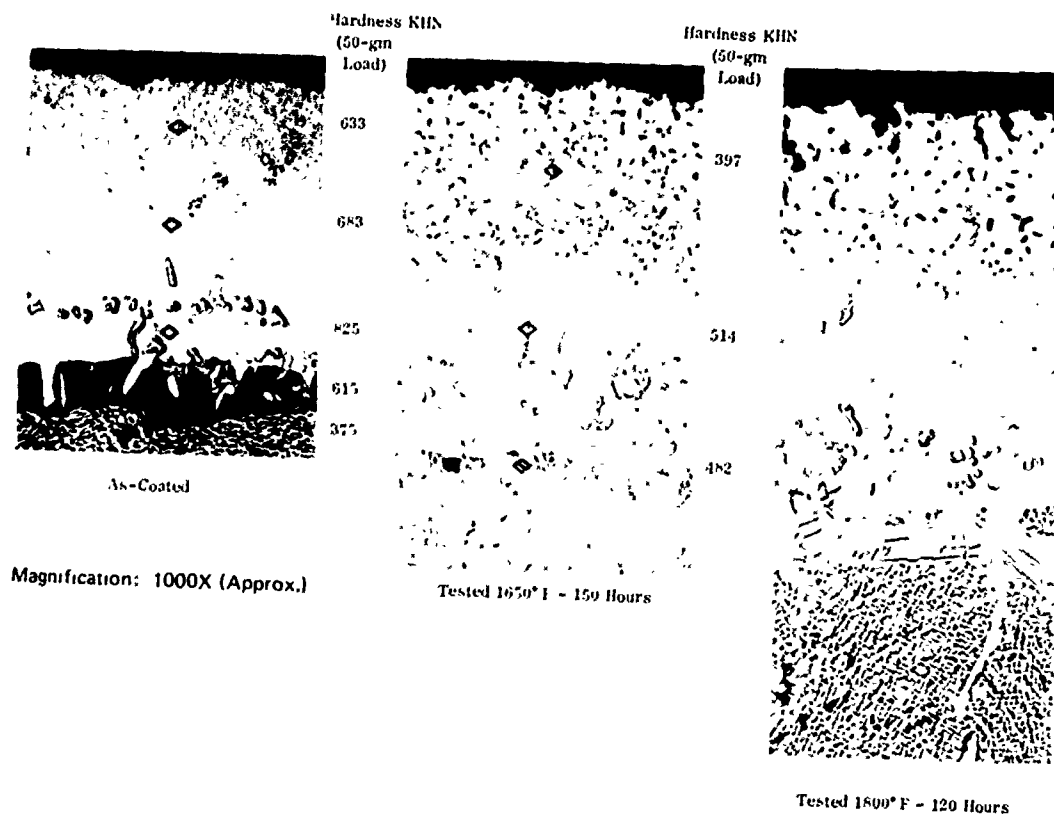 Hardness KHN
(50-gm
Load)
633
683
825
615
375
As-Coated
Magnification: 1000X (Approx.)
Hardness KHN
(50-gm
Load)
397
514
482
Tested 1650°F - 150 Hours
Tested 1800°F - 120 Hours